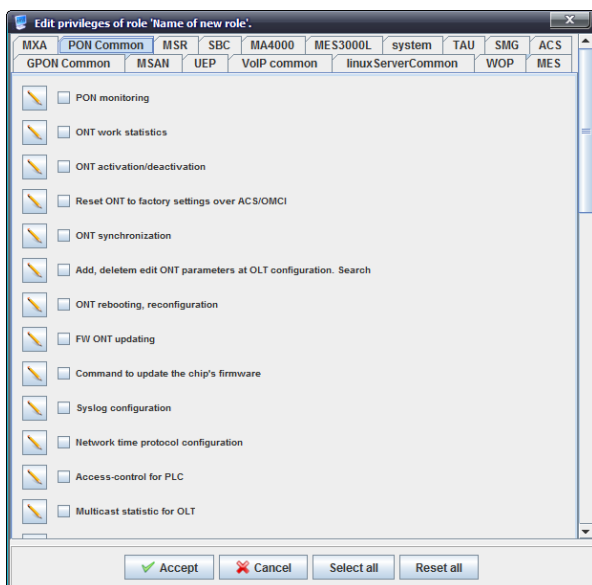 Edit privileges of role 'Name of new role'.
X
MXA PON Common MSR SBC MA4000 MES3000L system TAU SMG ACS
GPON Common MSAN UEP VoIP common linuxServerCommon WOP MES
PON monitoring
ONT work statistics
ONT activation/deactivation
Reset ONT to factory settings over ACS/OMCI
ONT synchronization
Add, deletem edit ONT parameters at OLT configuration. Search
ONT rebooting, reconfiguration
FW ONT updating
Command to update the chip's firmware
Syslog configuration
Network time protocol configuration
Access-control for PLC
Multicast statistic for OLT
Accept Cancel Select all Reset all